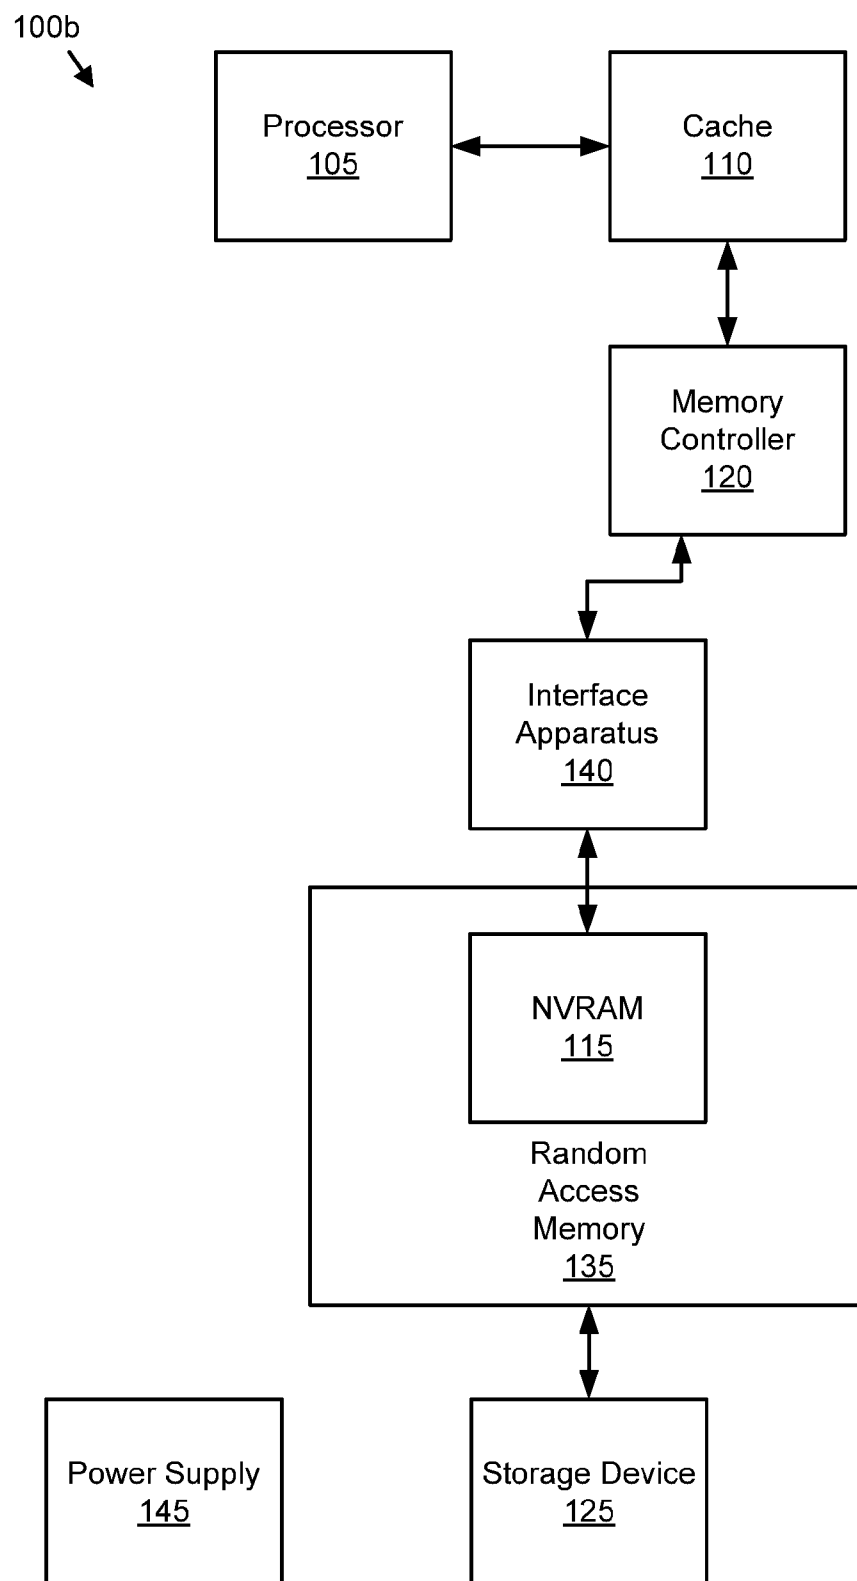 100b
Processor
105
Cache
110
Memory
Controller
120
Interface
Apparatus
140
NVRAM
115
Random
Access
Memory
135
Power Supply
145
Storage Device
125